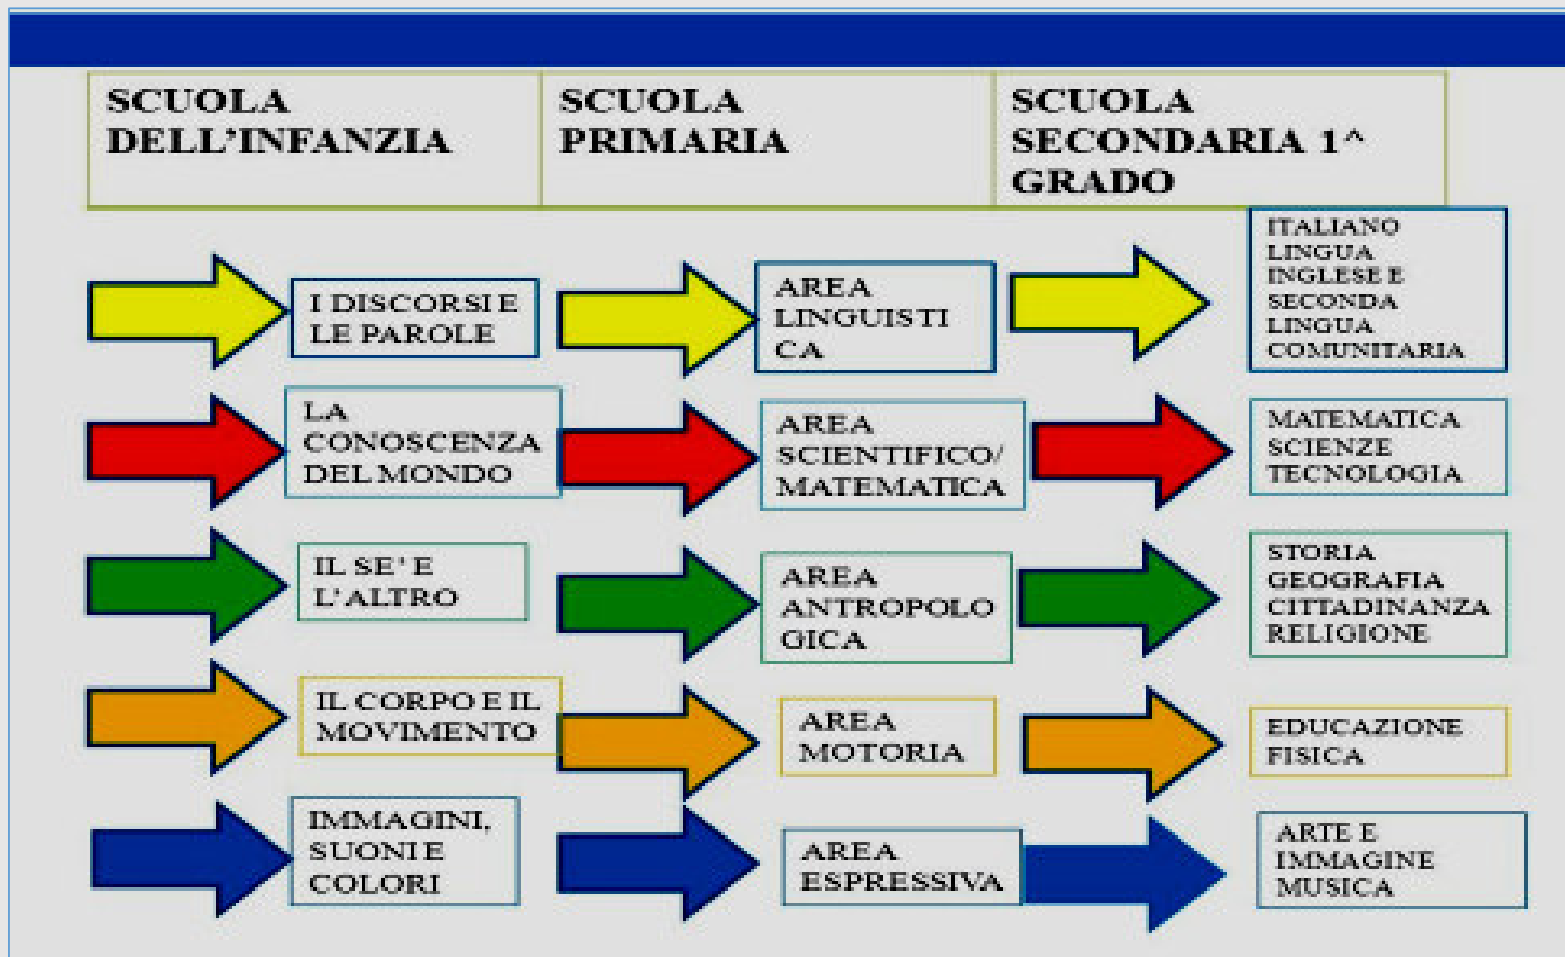 SCUOLA
DELL'INFANZIA
SCUOLA
PRIMARIA
SCUOLA
SECONDARIA 1^
GRADO
I DISCORSI E
LE PAROLE
AREA
LINGUISTI
CA
ITALIANO
LINGUA
INGLESE E
SECONDA
LINGUA
COMUNITARIA
LA
CONOSCENZA
DEL MONDO
AREA
SCIENTIFICO/
MATEMATICA
MATEMATICA
SCIENZE
TECNOLOGIA
IL SE' E
L'ALTRO
AREA
ANTROPOLO
GICA
STORIA
GEOGRAFIA
CITTADINANZA
RELIGIONE
IL CORPO E IL
MOVIMENTO
AREA
MOTORIA
EDUCAZIONE
FISICA
IMMAGINI,
SUONI E
COLORI
AREA
ESPRESSIVA
ARTE E
IMMAGINE
MUSICA